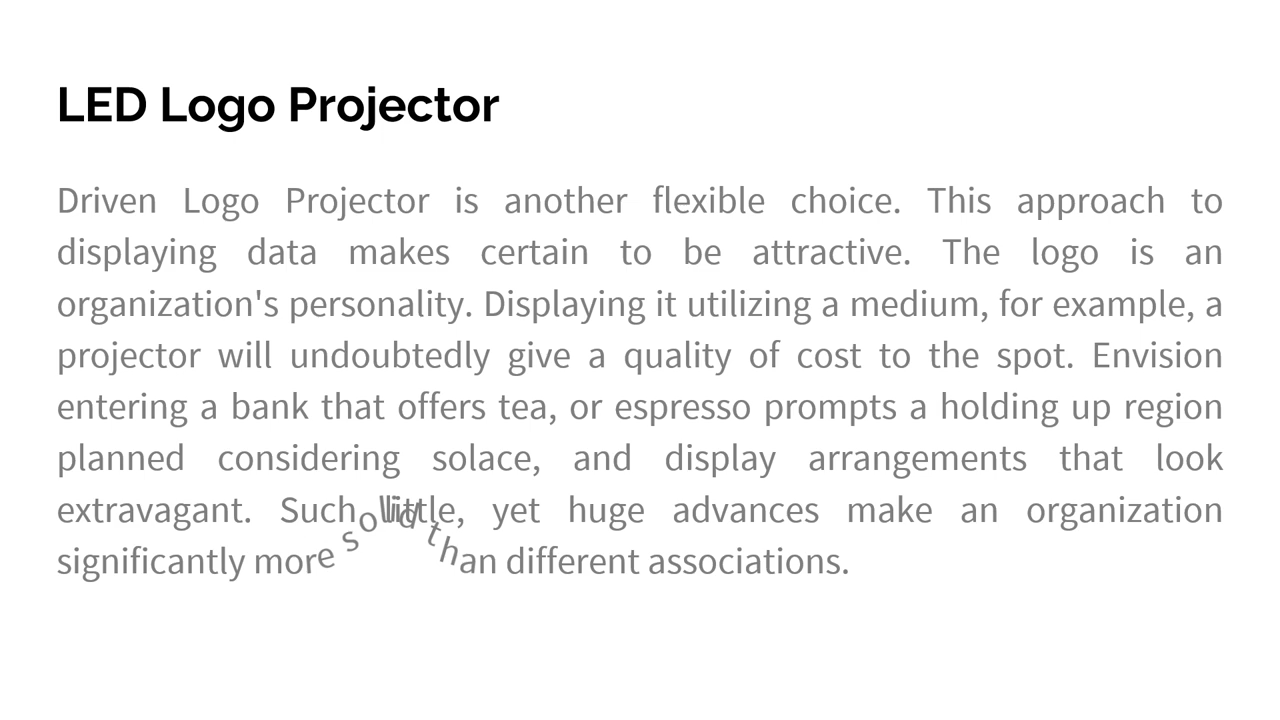 LED Logo Projector
Driven Logo Projector is another flexible choice. This approach to
displaying data makes certain to be attractive. The logo is an
organization's personality. Displaying it utilizing a medium, for example, a
projector will undoubtedly give a quality of cost to the spot. Envision
entering a bank that offers tea, or espresso prompts a holding up region
planned considering solace, and display arrangements that look
extravagant. Such little, yet huge advances make an organization
significantly more solid than different associations.